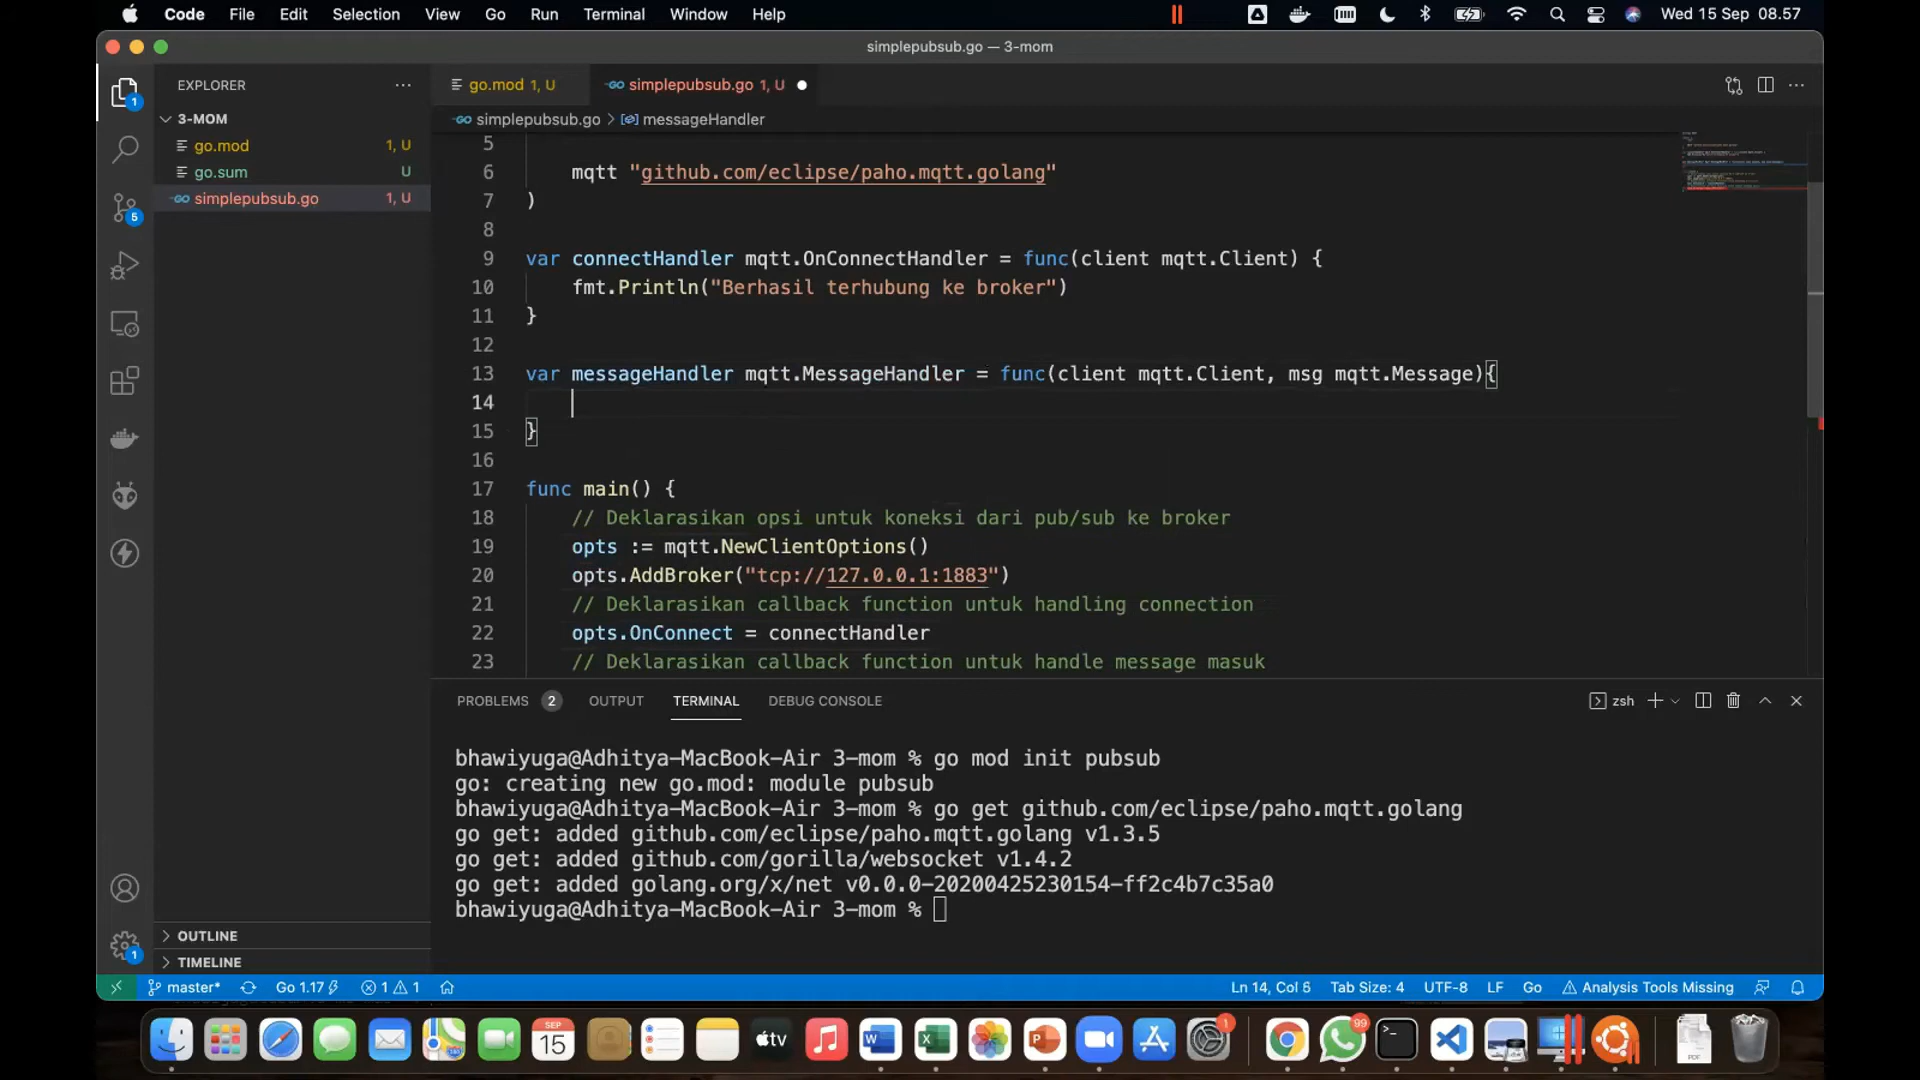 Code File Edit Selection View Go Run Terminal Window Help Wed 15 Sep 08.57
simplepubsub.go — 3-mom
EXPLORER
go.mod 1, U simplepubsub.go 1, U
simplepubsub.go > messageHandler
3-MOM
go.mod 1, U
go.sum U
simplepubsub.go 1, U
1
5
5
6 mqtt "github.com/eclipse/paho.mqtt.golang"
7 )
8
9 var connectHandler mqtt.OnConnectHandler = func(client mqtt.Client) {
10 fmt.Println("Berhasil terhubung ke broker")
11 }
12
13 var messageHandler mqtt.MessageHandler = func(client mqtt.Client, msg mqtt.Message){
14
15 }
16
17 func main() {
18 // Deklarasikan opsi untuk koneksi dari pub/sub ke broker
19 opts := mqtt.NewClientOptions()
20 opts.AddBroker("tcp://127.0.0.1:1883")
21 // Deklarasikan callback function untuk handling connection
22 opts.OnConnect = connectHandler
23 // Deklarasikan callback function untuk handle message masuk
PROBLEMS 2 OUTPUT TERMINAL DEBUG CONSOLE zsh
bhawiyuga@Adhitya-MacBook-Air 3-mom % go mod init pubsub
go: creating new go.mod: module pubsub
bhawiyuga@Adhitya-MacBook-Air 3-mom % go get github.com/eclipse/paho.mqtt.golang
go get: added github.com/eclipse/paho.mqtt.golang v1.3.5
go get: added github.com/gorilla/websocket v1.4.2
go get: added golang.org/x/net v0.0.0-20200425230154-ff2c4b7c35a0
bhawiyuga@Adhitya-MacBook-Air 3-mom %
OUTLINE
TIMELINE
1
master* Go 1.17 1 1 Ln 14, Col 5 Tab Size: 4 UTF-8 LF Go Analysis Tools Missing
SEP
15
tv
1
99
PDF